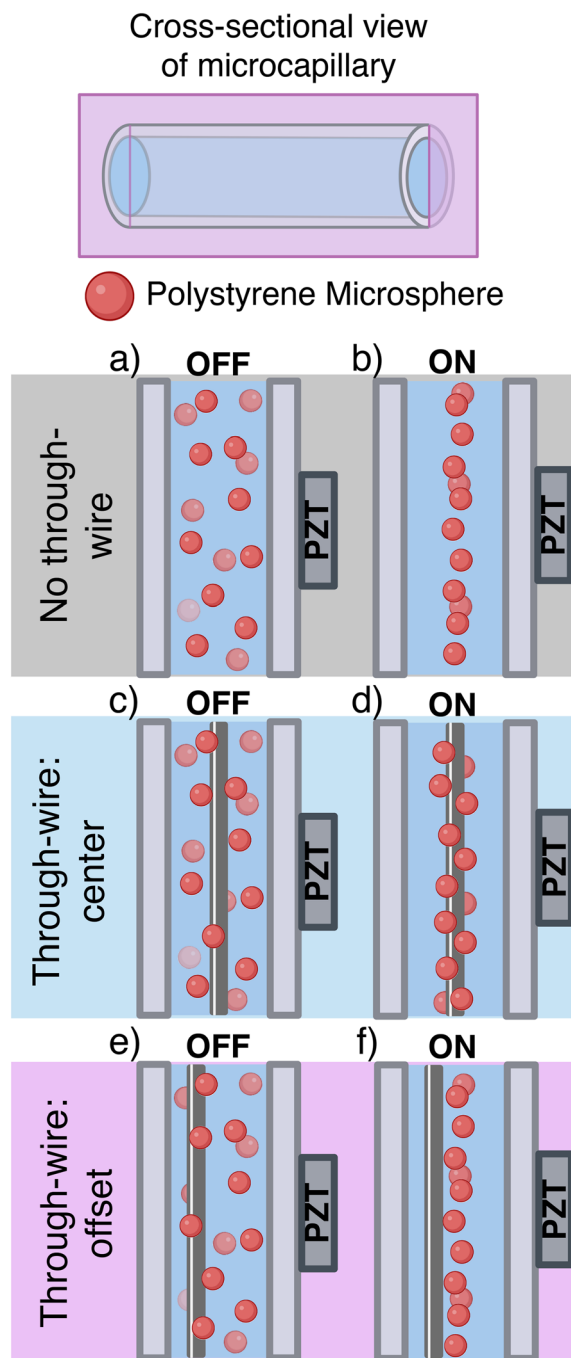 Cross-sectional view
of microcapillary
Polystyrene Microsphere
a)
OFF
b)
ON
No through-
wire
PZT
PZT
c)
OFF
d)
ON
Through-wire:
center
PZT
PZT
e)
OFF
f)
ON
Through-wire:
offset
PZT
PZT